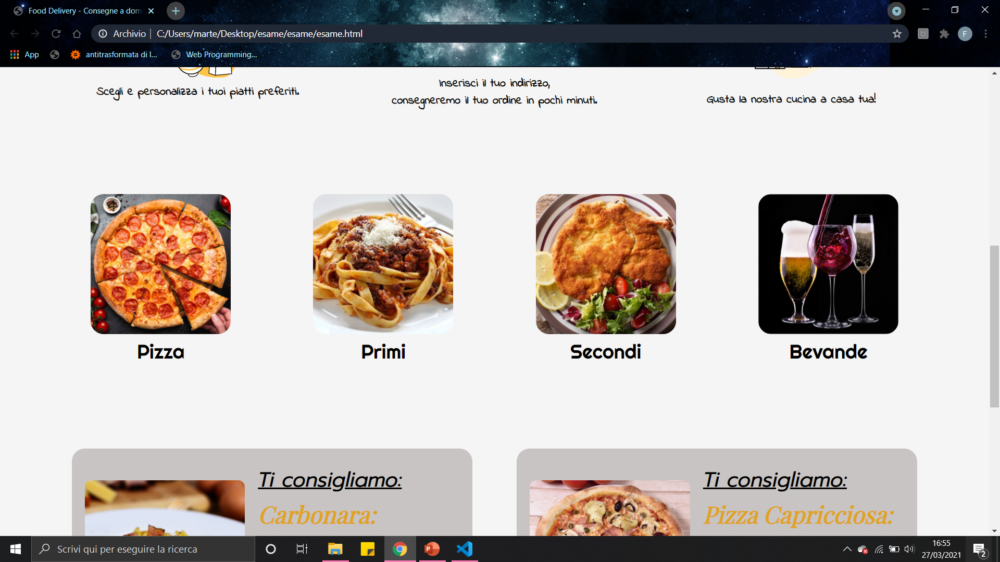 Food Delivery - Consegne a dom
Archivio
C:/Users/marte/Desktop/esame/esame/esame.html
F
App
antitrasformata di l...
Web Programming...
Scegli e personalizza i tuoi piatti preferiti.
Inserisci il tuo indirizzo,
consegneremo il tuo ordine in pochi minuti.
Gusta la nostra cucina a casa tua!
Pizza
Primi
Secondi
Bevande
Ti consigliamo:
Carbonara:
Ti consigliamo:
Pizza Capricciosa:
Scrivi qui per eseguire la ricerca
P
16:55
27/03/2021
2